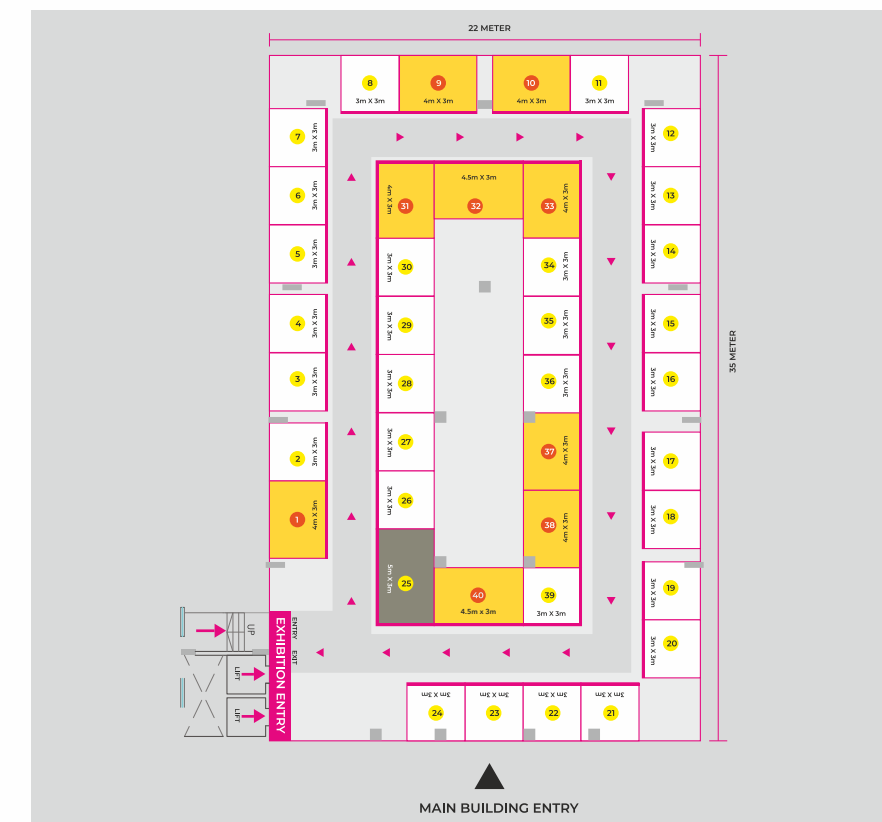 22 METER
8
3m X 3m
9
4m X 3m
10
4m X 3m
11
3m X 3m
7
3m X 3m
6
3m X 3m
5
3m X 3m
4
3m X 3m
3
3m X 3m
2
3m X 3m
1
4m X 3m
31
4m X 3m
4.5m X 3m
32
33
4m X 3m
30
3m X 3m
29
3m X 3m
28
3m X 3m
27
3m X 3m
26
3m X 3m
25
5m X 3m
34
3m X 3m
35
3m X 3m
36
3m X 3m
37
4m X 3m
38
4m X 3m
40
4.5m x 3m
39
3m X 3m
12
3m X 3m
13
3m X 3m
14
3m X 3m
15
3m X 3m
16
3m X 3m
17
3m X 3m
18
3m X 3m
19
3m X 3m
20
3m X 3m
35 METER
UP
LIFT
LIFT
ENTRY
EXIT
EXHIBITION ENTRY
3m X 3m
24
3m X 3m
23
3m X 3m
22
3m X 3m
21
MAIN BUILDING ENTRY